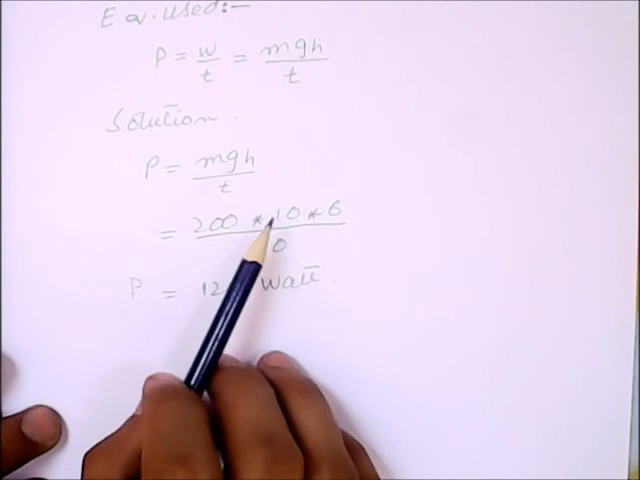 Eq. used:-
P = w/t = mgh/t
Solution...
P = mgh/t
= 200 * 10 * 6 / 0
P = 12 Watt.